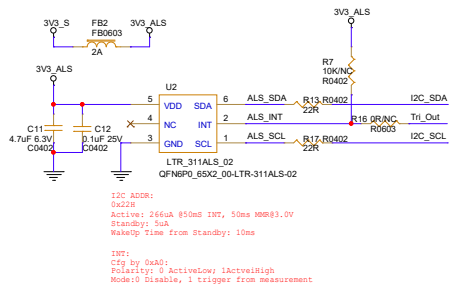 3V3_S
FB2
FB0603
3V3_ALS
2A
3V3_ALS
3V3_ALS
R7
10K/NC
R0402
U2
5 VDD SDA 6 ALS_SDA R13 R0402 I2C_SDA
22R
4 NC INT 2 ALS_INT R16 0R/NC Tri_Out
R0603
3 GND SCL 1 ALS_SCL R17 R0402 I2C_SCL
22R
C11
4.7uF 6.3V
C0402
C12
0.1uF 25V
C0402
LTR_311ALS_02
QFN6P0_65X2_00-LTR-311ALS-02
I2C ADDR:
0x22H
Active: 266uA @50mS INT, 50ms MMR@3.0V
Standby: 5uA
WakeUp Time from Standby: 10ms
INT:
Cfg by 0xA0:
Polarity: 0 ActiveLow; 1ActveiHigh
Mode:0 Disable, 1 trigger from measurement